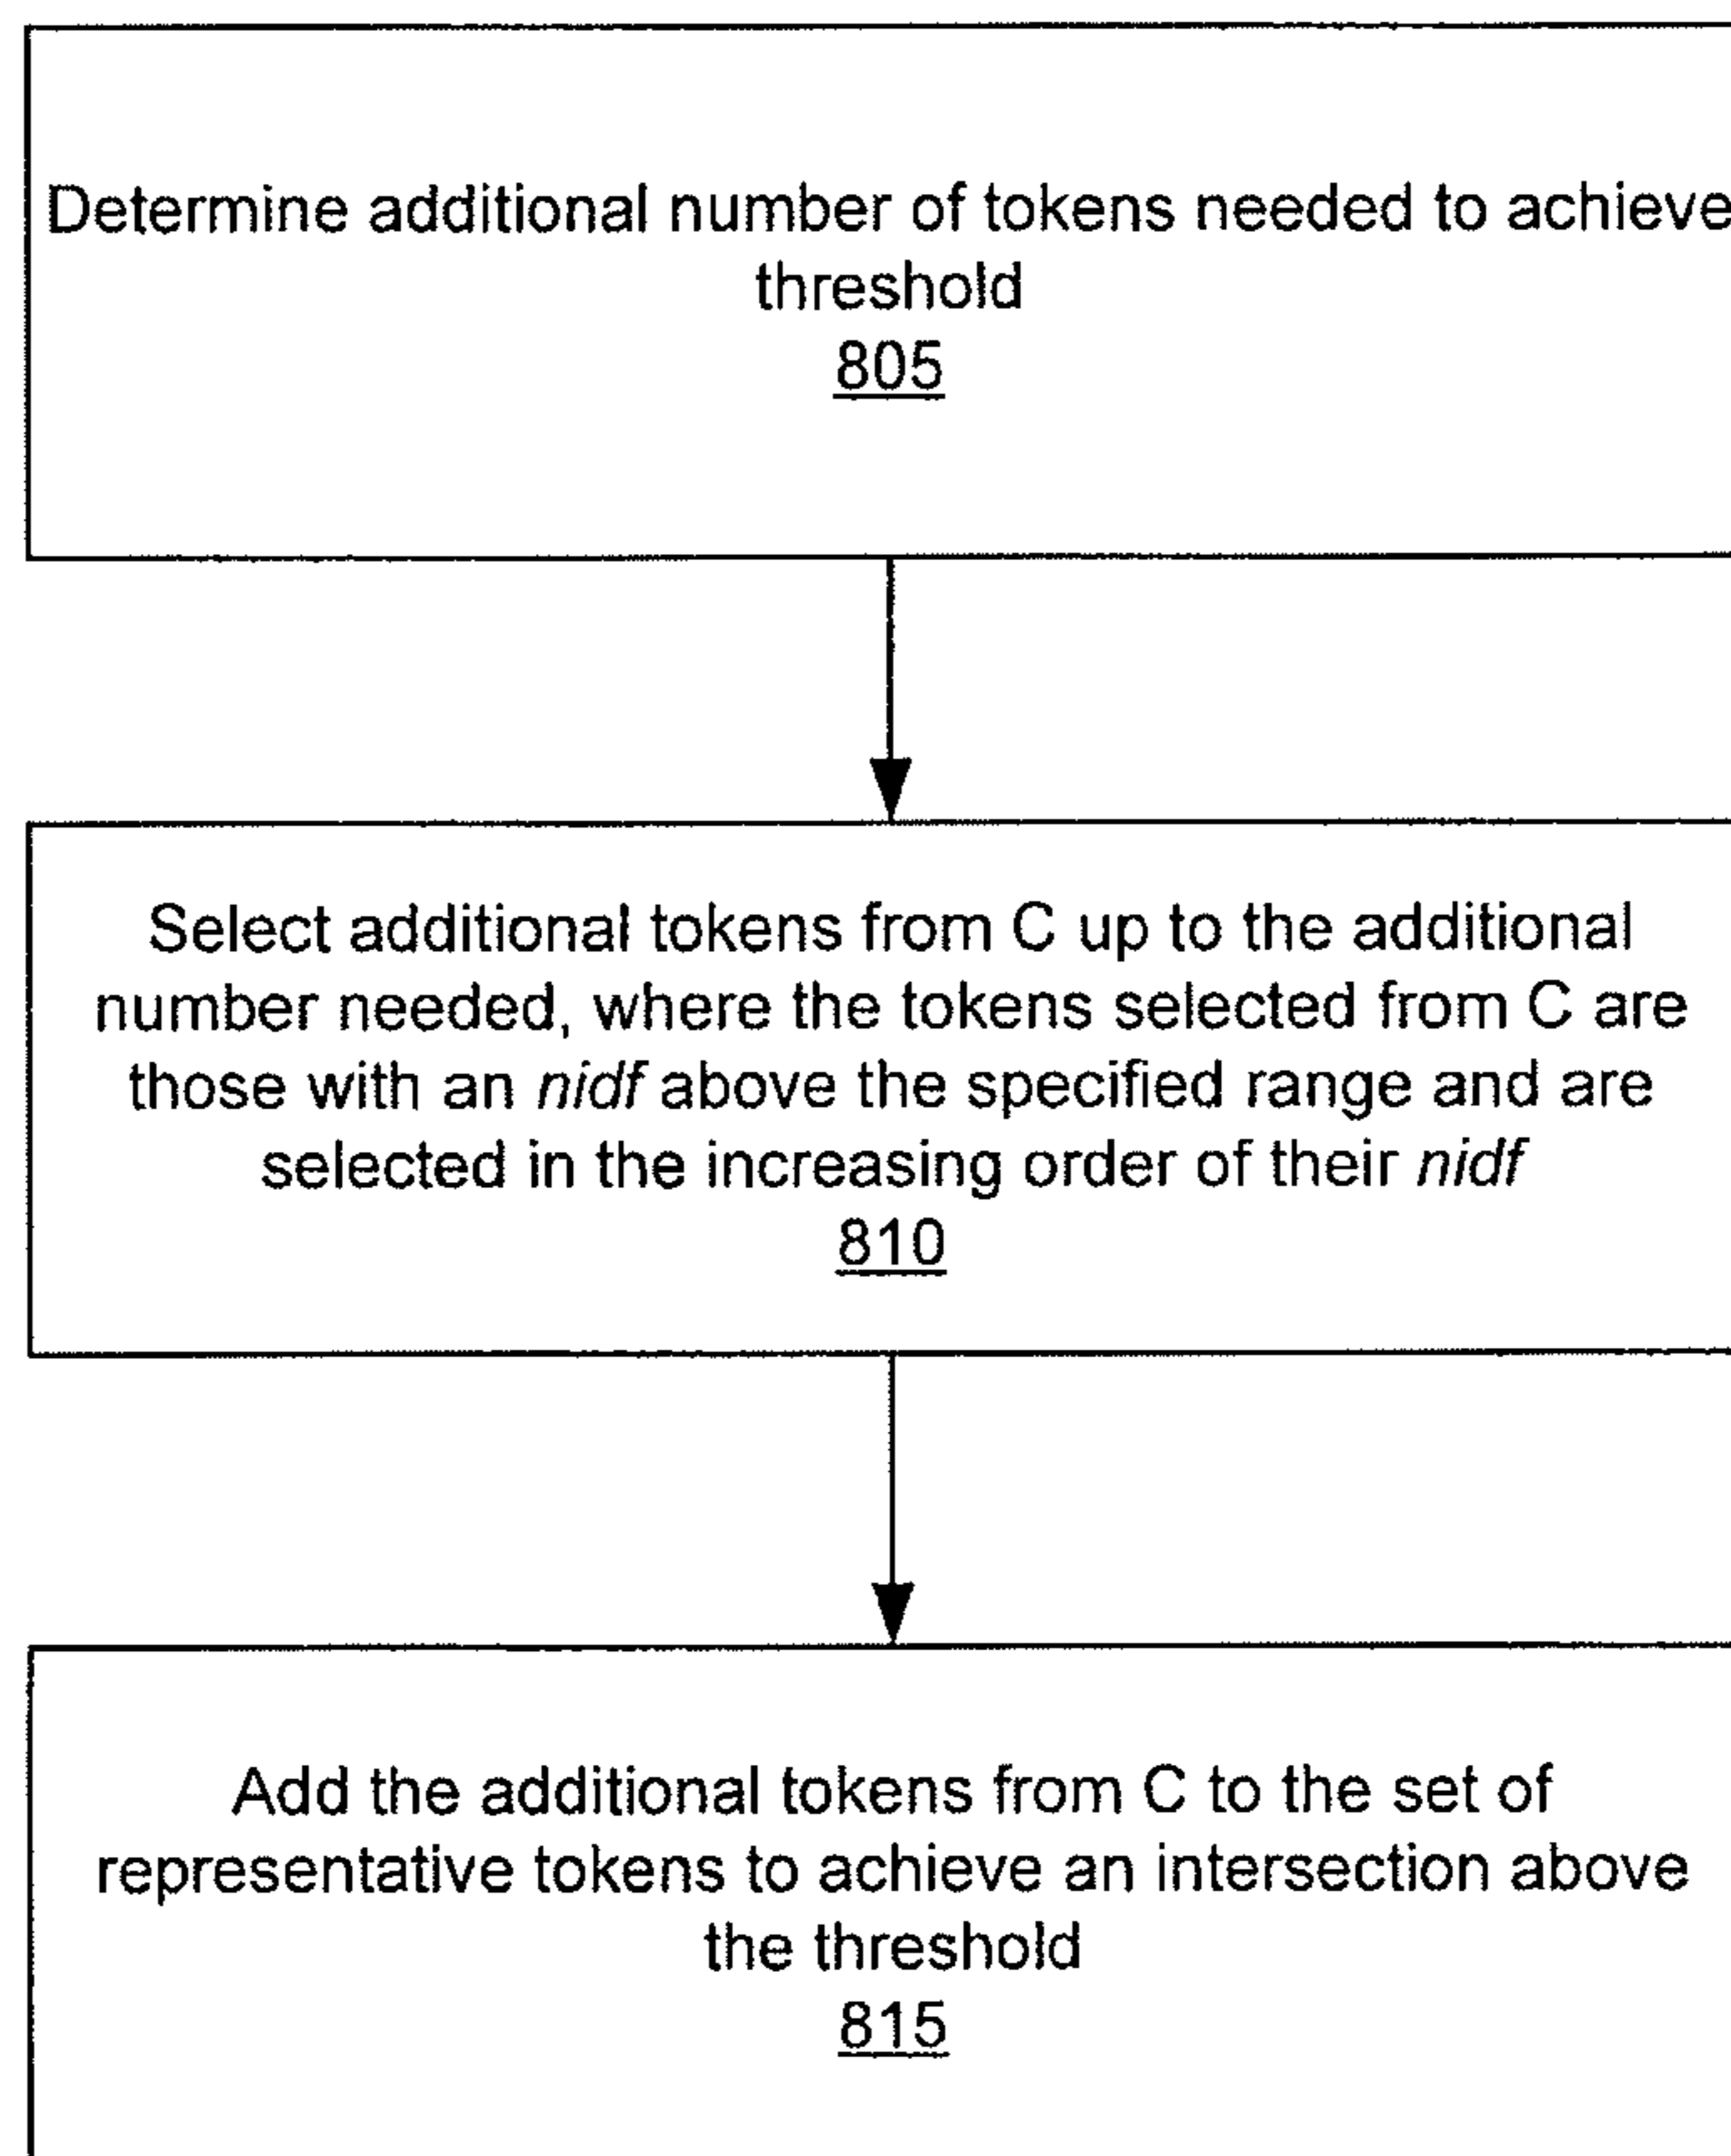 Determine additional number of tokens needed to achieve
threshold
805
Select additional tokens from C up to the additional
number needed, where the tokens selected from C are
those with an nidf above the specified range and are
selected in the increasing order of their nidf
810
Add the additional tokens from C to the set of
representative tokens to achieve an intersection above
the threshold
815